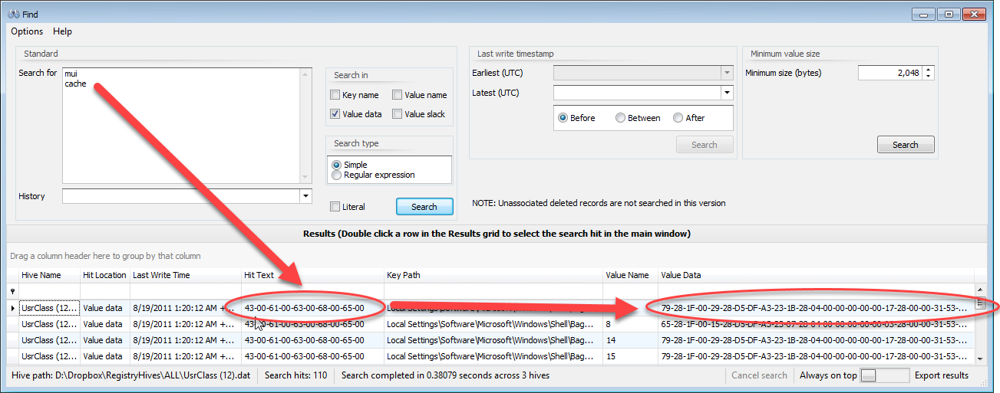 Find
Options Help
Standard
Search for
mui
cache
Search in
Key name Value name
Value data Value slack
Search type
Simple
Regular expression
History
Literal Search
Last write timestamp
Earliest (UTC)
Latest (UTC)
Before Between After
Search
Minimum value size
Minimum size (bytes) 2,048
Search
NOTE: Unassociated deleted records are not searched in this version
Results (Double click a row in the Results grid to select the search hit in the main window)
Drag a column header here to group by that column
Hive Name Hit Location Last Write Time Hit Text Key Path Value Name Value Data
UsrClass (12... Value data 8/19/2011 1:20:12 AM +... 43-00-61-00-63-00-68-00-65-00 79-28-1F-00-29-28-D5-DF-A3-23-1B-28-04-00-00-00-00-00-17-28-00-00-31-53-...
UsrClass (12... Value data 8/19/2011 1:20:12 AM +... 43-00-61-00-63-00-68-00-65-00 Local Settings\Software\Microsoft\Windows\Shell\Bag... 8 65-28-1F-00-15-28-D5-DF-A3-23-07-28-04-00-00-00-00-00-03-28-00-00-31-53-...
UsrClass (12... Value data 8/19/2011 1:20:12 AM +... 43-00-61-00-63-00-68-00-65-00 Local Settings\Software\Microsoft\Windows\Shell\Bag... 14 79-28-1F-00-29-28-D5-DF-A3-23-1B-28-04-00-00-00-00-00-17-28-00-00-31-53-...
UsrClass (12... Value data 8/19/2011 1:20:12 AM +... 43-00-61-00-63-00-68-00-65-00 Local Settings\Software\Microsoft\Windows\Shell\Bag... 15 79-28-1F-00-29-28-D5-DF-A3-23-1B-28-04-00-00-00-00-00-17-28-00-00-31-53-...
Hive path: D:\Dropbox\RegistryHives\ALL\UsrClass (12).dat Search hits: 110 Search completed in 0.38079 seconds across 3 hives Cancel search Always on top Export results